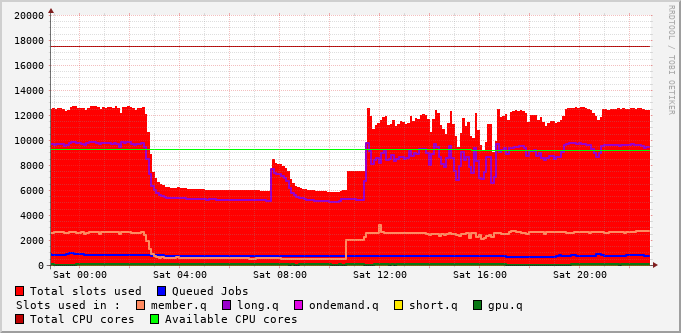 20000
18000
16000
14000
12000
10000
8000
6000
4000
2000
0
Sat 00:00 Sat 04:00 Sat 08:00 Sat 12:00 Sat 16:00 Sat 20:00
RRDTOOL / TOBI OETIKER
Total slots used Queued Jobs
Slots used in : member.q long.q ondemand.q short.q gpu.q
Total CPU cores Available CPU cores